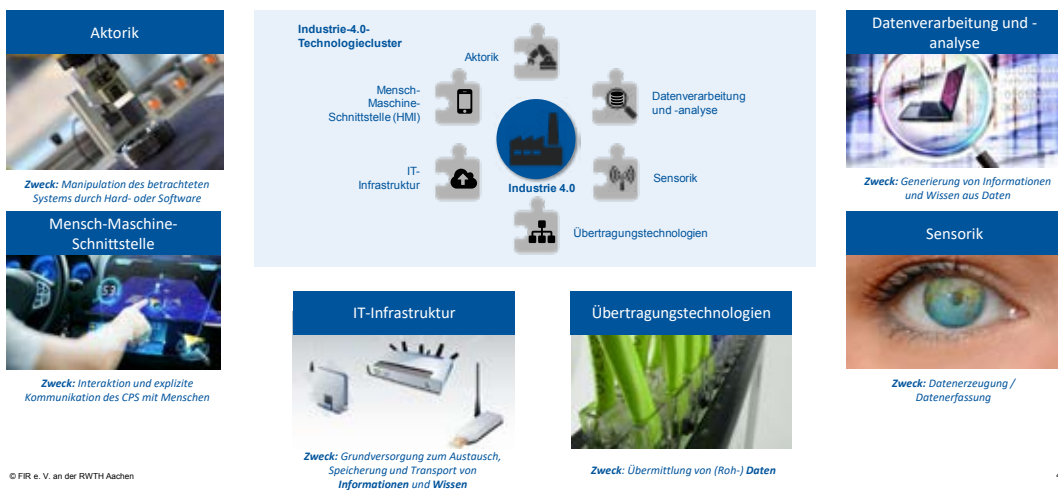 Aktorik
Zweck: Manipulation des betrachteten
Systems durch Hard- oder Software
Mensch-Maschine-
Schnittstelle
Zweck: Interaktion und explizite
Kommunikation des CPS mit Menschen
Industrie-4.0-
Technologiecluster
Aktorik
Mensch-
Maschine-
Schnittstelle (HMI)
Datenverarbeitung
und -analyse
IT-
Infrastruktur
Industrie 4.0
Sensorik
Übertragungstechnologien
IT-Infrastruktur
Zweck: Grundversorgung zum Austausch,
Speicherung und Transport von
Informationen und Wissen
Übertragungstechnologien
Zweck: Übermittlung von (Roh-) Daten
Datenverarbeitung und -
analyse
Zweck: Generierung von Informationen
und Wissen aus Daten
Sensorik
Zweck: Datenerzeugung /
Datenerfassung
© FIR e. V. an der RWTH Aachen